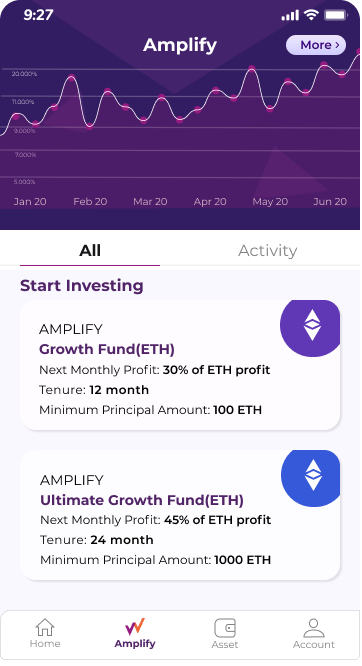 9:27
Amplify
More ›
20.000%
11.000%
9.000%
7.000%
5.000%
Jan 20 Feb 20 Mar 20 Apr 20 May 20 Jun 20
All Activity
Start Investing
AMPLIFY
Growth Fund(ETH)
Next Monthly Profit: 30% of ETH profit
Tenure: 12 month
Minimum Principal Amount: 100 ETH
AMPLIFY
Ultimate Growth Fund(ETH)
Next Monthly Profit: 45% of ETH profit
Tenure: 24 month
Minimum Principal Amount: 1000 ETH
Home Amplify Asset Account